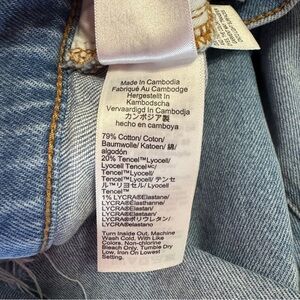 Made In Cambodia
Fabriqué Au Cambodge
Hergestellt In
Kambodscha
Vervaardigd In Cambodja
カンボジア製
hecho en camboya
79% Cotton/ Coton/
Baumwolle/ Katoen/ 綿/
algodón
20% Tencel™Lyocell/
Lyocell Tencel™/
Tencel™Lyocell/
Tencel™Lyocell/ テンセ
ル™リヨセル/ Lyocell
Tencel™
1% LYCRA®Elastane/
LYCRA®Elasthanne/
LYCRA®Elastan/
LYCRA®Elastaan/
LYCRA®ポリウレタン/
LYCRA®Elastano
Turn Inside Out. Machine
Wash Cold, With Like
Colors. Non-chlorine
Bleach Only. Tumble Dry
Low. Iron On Lowest
Setting.